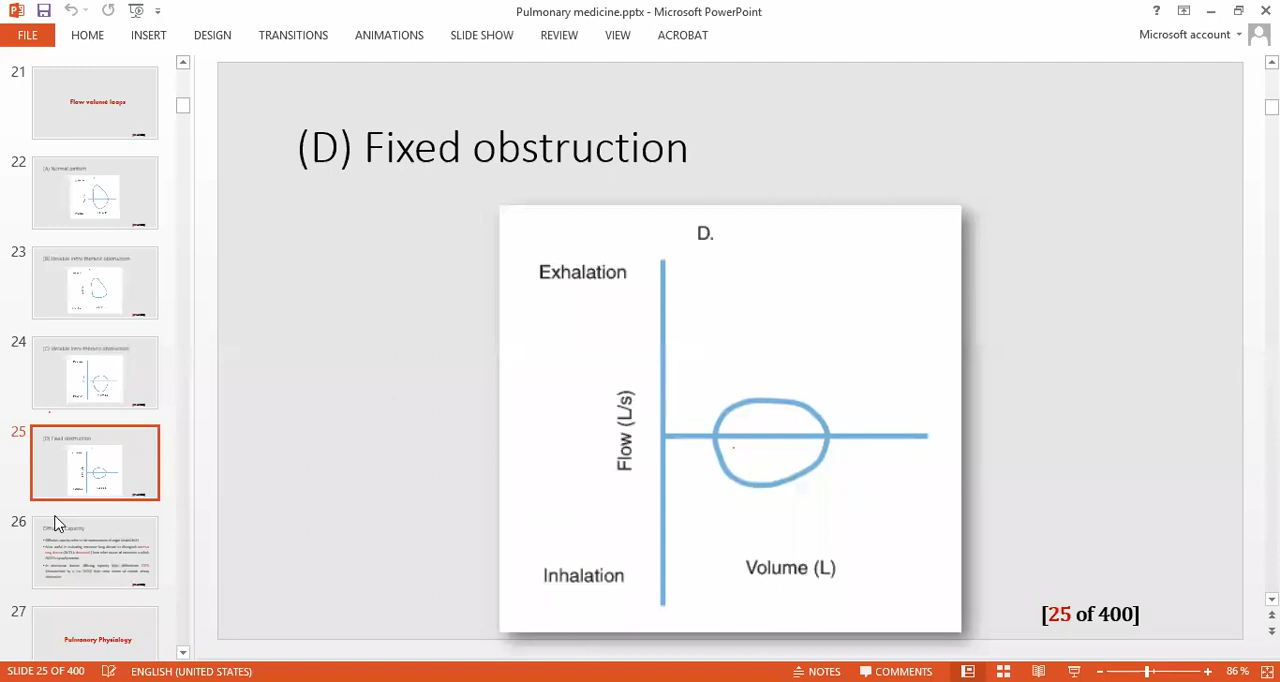 Pulmonary medicine.pptx - Microsoft PowerPoint
FILE HOME INSERT DESIGN TRANSITIONS ANIMATIONS SLIDE SHOW REVIEW VIEW ACROBAT
Microsoft account
21
Flow volume loops
22
(A) Normal pattern
23
24
25
(D) Fixed obstruction
26
Capacity
27
Pulmonary Physiology
(D) Fixed obstruction
D.
Exhalation
Flow (L/s)
Inhalation
Volume (L)
[25 of 400]
SLIDE 25 OF 400
ENGLISH (UNITED STATES)
NOTES
COMMENTS
86 %